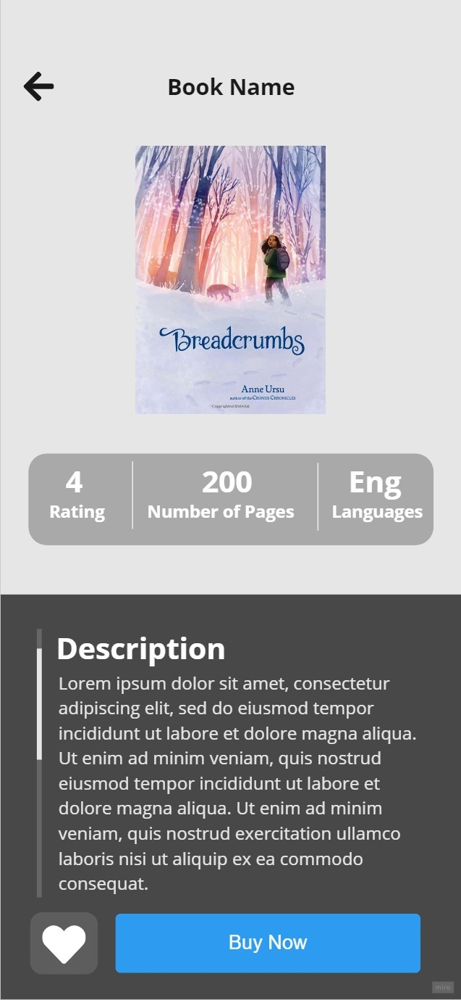 Book Name
Breadcrumbs
Anne Ursu
author of the CRONUS CHRONICLES
Copyrighted Material
4
200
Eng
Rating
Number of Pages
Languages
Description
Lorem ipsum dolor sit amet, consectetur
adipiscing elit, sed do eiusmod tempor
incididunt ut labore et dolore magna aliqua.
Ut enim ad minim veniam, quis nostrud
eiusmod tempor incididunt ut labore et
dolore magna aliqua. Ut enim ad minim
veniam, quis nostrud exercitation ullamco
laboris nisi ut aliquip ex ea commodo
consequat.
Buy Now
miro